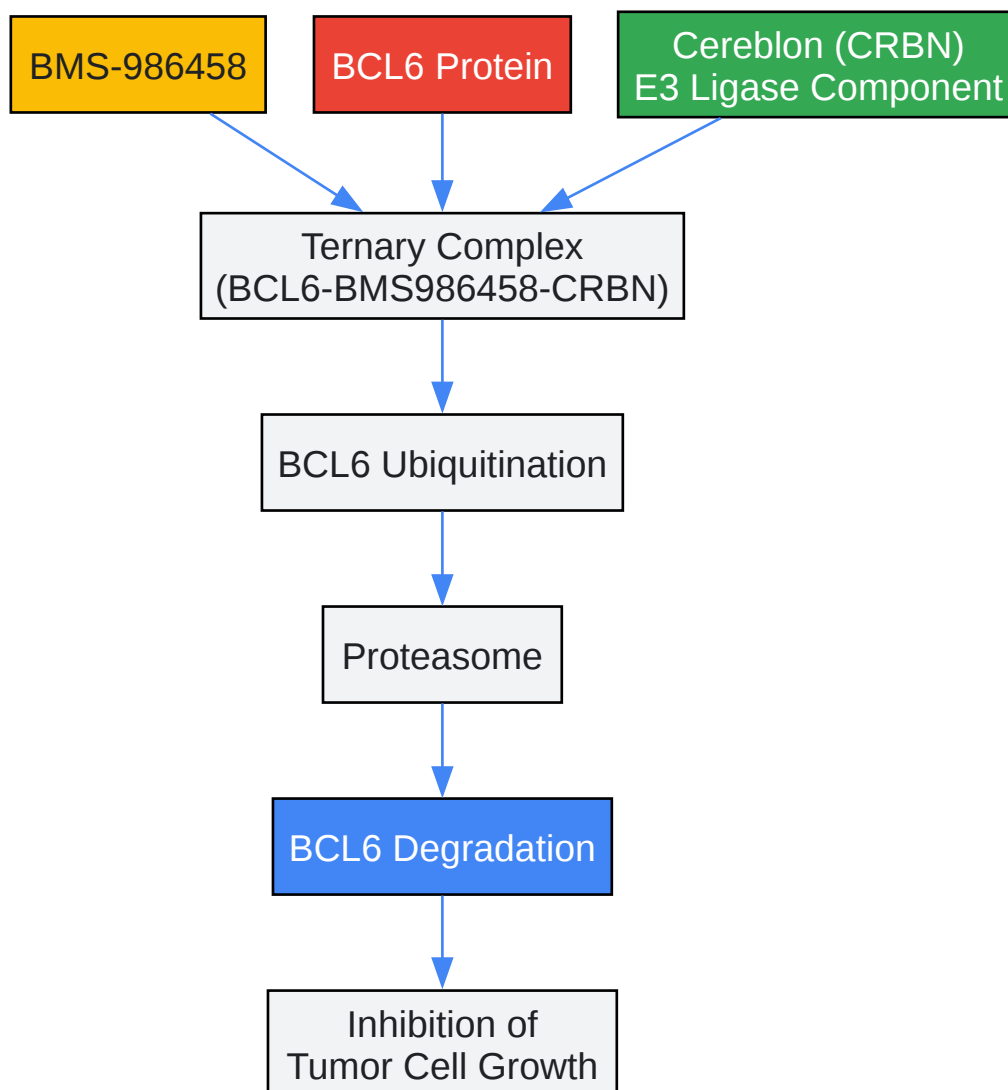 BMS-986458
BCL6 Protein
Cereblon (CRBN)
E3 Ligase Component
Ternary Complex
(BCL6-BMS986458-CRBN)
BCL6 Ubiquitination
Proteasome
BCL6 Degradation
Inhibition of
Tumor Cell Growth